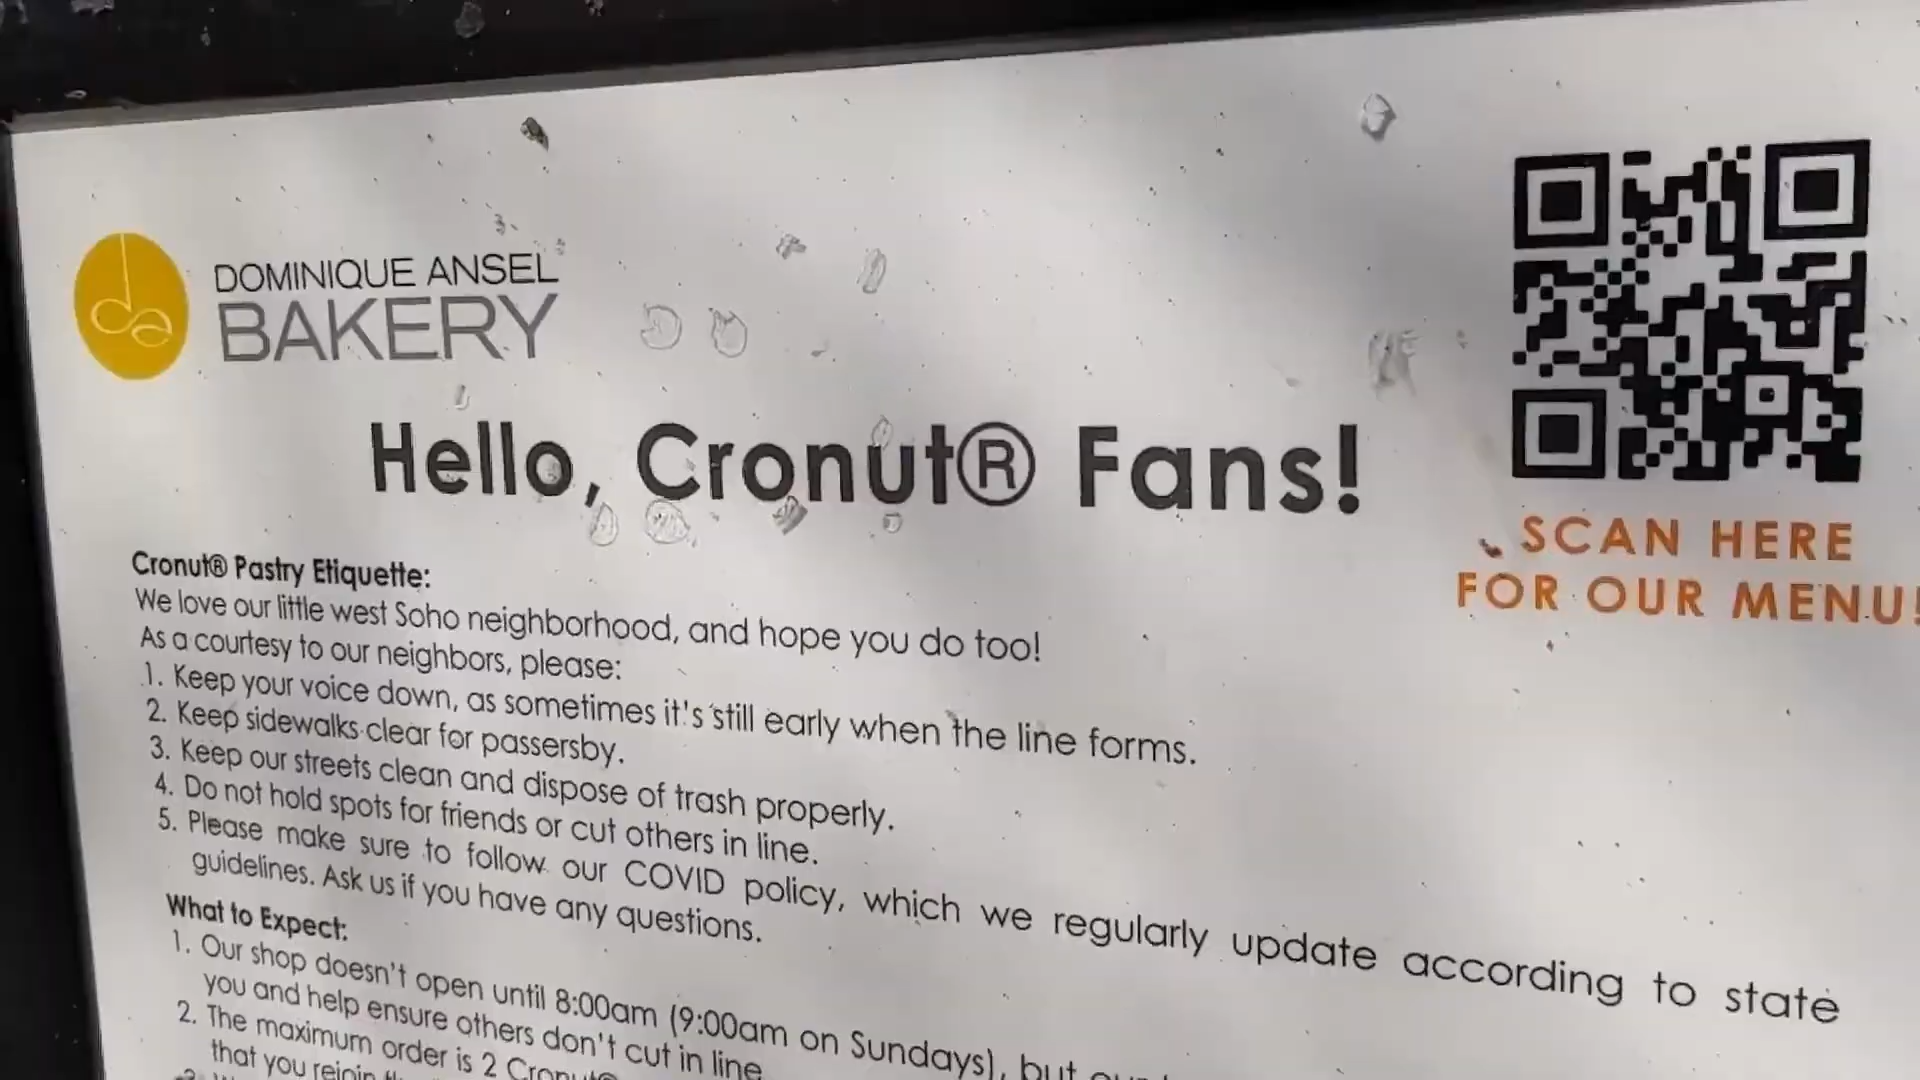 DOMINIQUE ANSEL
BAKERY
Hello, Cronut® Fans!
SCAN HERE
FOR OUR MENU!
Cronut® Pastry Etiquette:
We love our little west Soho neighborhood, and hope you do too!
As a courtesy to our neighbors, please:
1. Keep your voice down, as sometimes it's still early when the line forms.
2. Keep sidewalks clear for passersby.
3. Keep our streets clean and dispose of trash properly.
4. Do not hold spots for friends or cut others in line.
5. Please make sure to follow our COVID policy, which we regularly update according to state
guidelines. Ask us if you have any questions.
What to Expect:
1. Our shop doesn't open until 8:00am (9:00am on Sundays), but
you and help ensure others don't cut in line
2. The maximum order is 2 Cronut®
that you rejoin